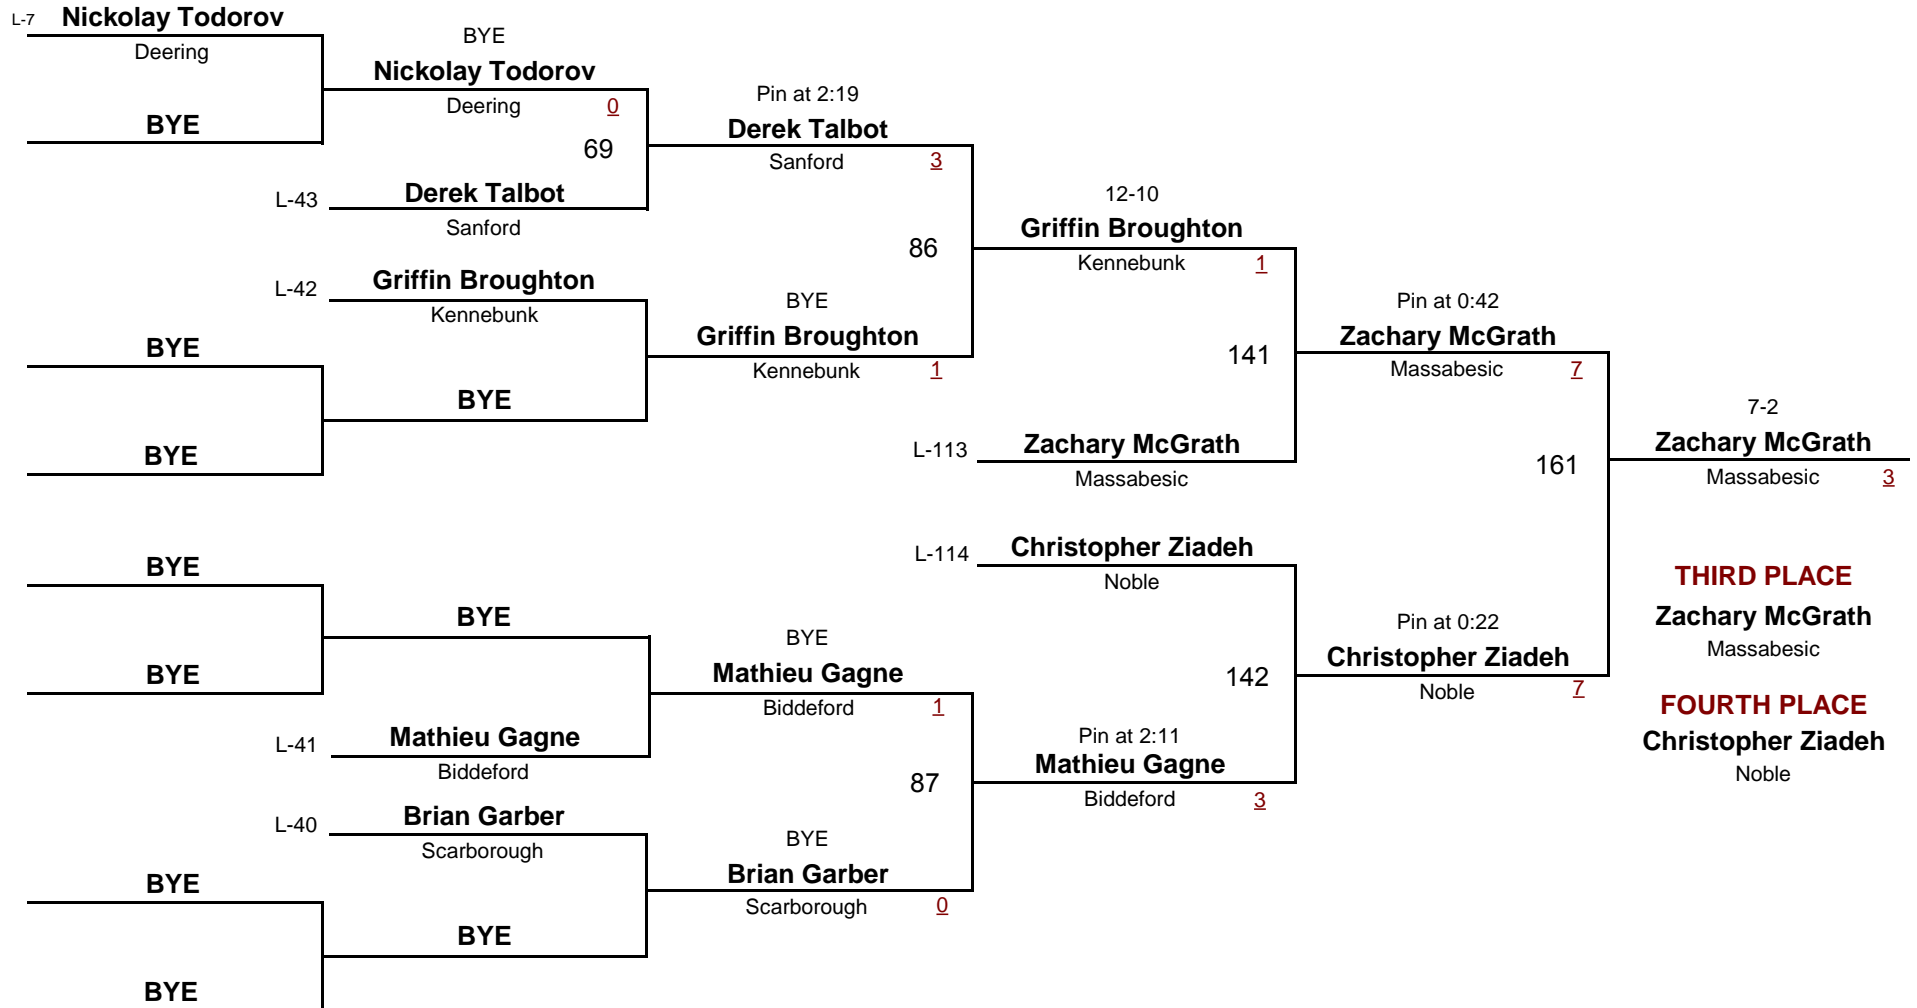 L-7 Nickolay Todorov
Deering
BYE
BYE
Nickolay Todorov
Deering 0
69
L-43 Derek Talbot
Sanford
Pin at 2:19
Derek Talbot
Sanford 3
L-42 Griffin Broughton
Kennebunk
BYE
BYE
BYE
BYE
Griffin Broughton
Kennebunk 1
86
12-10
Griffin Broughton
Kennebunk 1
141
L-113 Zachary McGrath
Massabesic
Pin at 0:42
Zachary McGrath
Massabesic 7
161
7-2
Zachary McGrath
Massabesic 3
BYE
BYE
BYE
L-41 Mathieu Gagne
Biddeford
BYE
Mathieu Gagne
Biddeford 1
L-40 Brian Garber
Scarborough
BYE
BYE
BYE
BYE
Brian Garber
Scarborough 0
87
Pin at 2:11
Mathieu Gagne
Biddeford 3
L-114 Christopher Ziadeh
Noble
142
Pin at 0:22
Christopher Ziadeh
Noble 7
THIRD PLACE
Zachary McGrath
Massabesic
FOURTH PLACE
Christopher Ziadeh
Noble